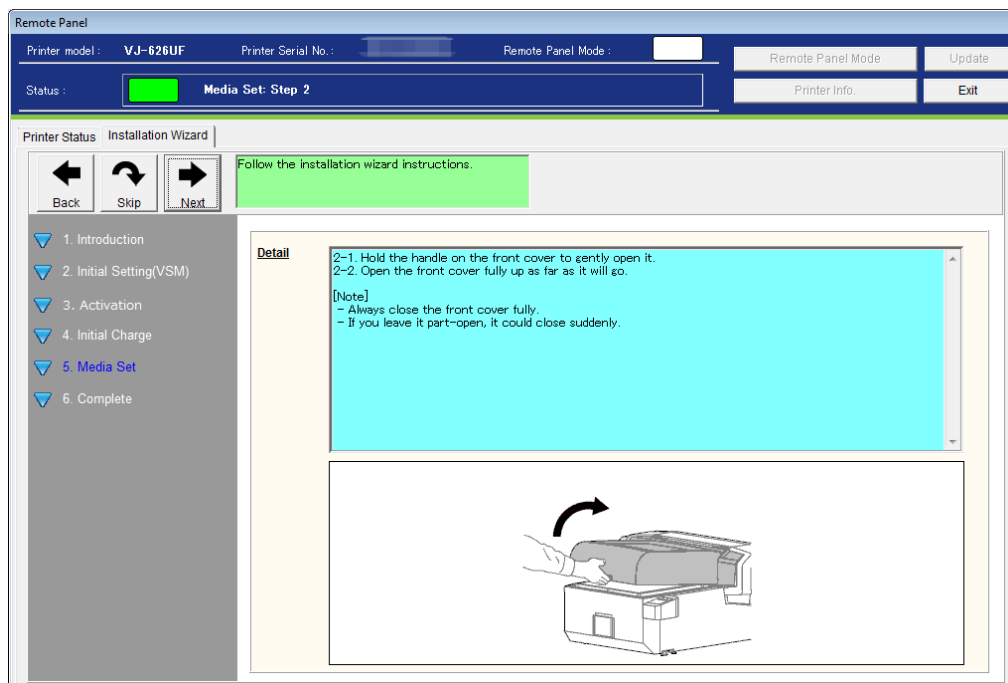 Remote Panel
Printer model : VJ-626UF Printer Serial No. : Remote Panel Mode :
Remote Panel Mode Update
Status : Media Set: Step 2
Printer Info. Exit
Printer Status Installation Wizard
Back Skip Next
Follow the installation wizard instructions.
1. Introduction
2. Initial Setting(VSM)
3. Activation
4. Initial Charge
5. Media Set
6. Complete
Detail
2-1. Hold the handle on the front cover to gently open it.
2-2. Open the front cover fully up as far as it will go.
[Note]
- Always close the front cover fully.
- If you leave it part-open, it could close suddenly.